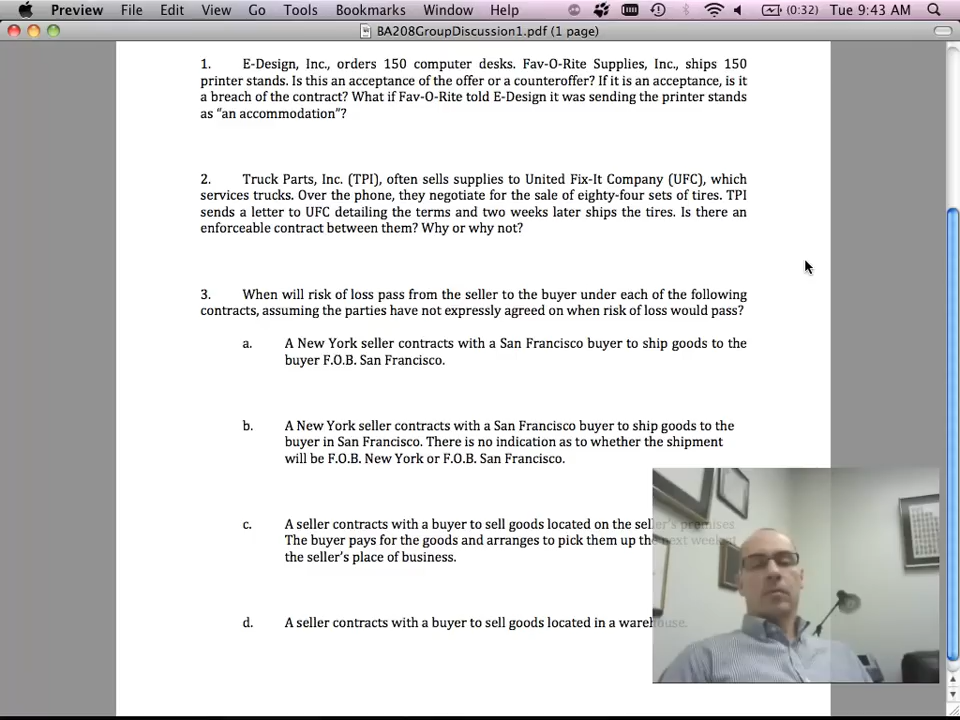 Preview File Edit View Go Tools Bookmarks Window Help (0:32) Tue 9:43 AM
BA208GroupDiscussion1.pdf (1 page)
1. E-Design, Inc., orders 150 computer desks. Fav-O-Rite Supplies, Inc., ships 150
printer stands. Is this an acceptance of the offer or a counteroffer? If it is an acceptance, is it
a breach of the contract? What if Fav-O-Rite told E-Design it was sending the printer stands
as “an accommodation”?
2. Truck Parts, Inc. (TPI), often sells supplies to United Fix-It Company (UFC), which
services trucks. Over the phone, they negotiate for the sale of eighty-four sets of tires. TPI
sends a letter to UFC detailing the terms and two weeks later ships the tires. Is there an
enforceable contract between them? Why or why not?
3. When will risk of loss pass from the seller to the buyer under each of the following
contracts, assuming the parties have not expressly agreed on when risk of loss would pass?
a. A New York seller contracts with a San Francisco buyer to ship goods to the
buyer F.O.B. San Francisco.
b. A New York seller contracts with a San Francisco buyer to ship goods to the
buyer in San Francisco. There is no indication as to whether the shipment
will be F.O.B. New York or F.O.B. San Francisco.
c. A seller contracts with a buyer to sell goods located on the seller's premises
The buyer pays for the goods and arranges to pick them up the next week at
the seller’s place of business.
d. A seller contracts with a buyer to sell goods located in a warehouse.